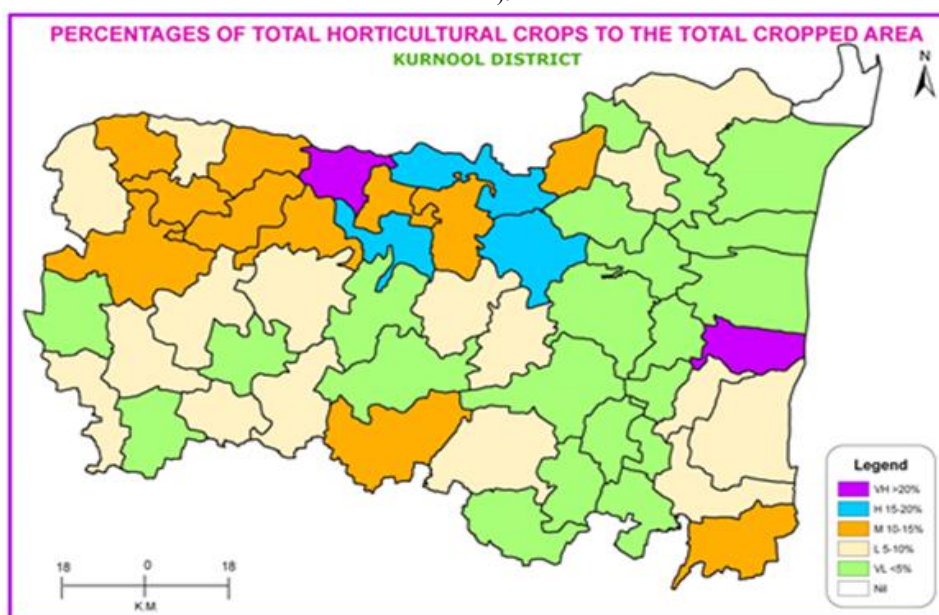 ).
PERCENTAGES OF TOTAL HORTICULTURAL CROPS TO THE TOTAL CROPPED AREA
KURNOOL DISTRICT
N
Legend
VH >20%
H 15-20%
M 10-15%
L 5-10%
VL <5%
Nil
18 0 18
K.M.